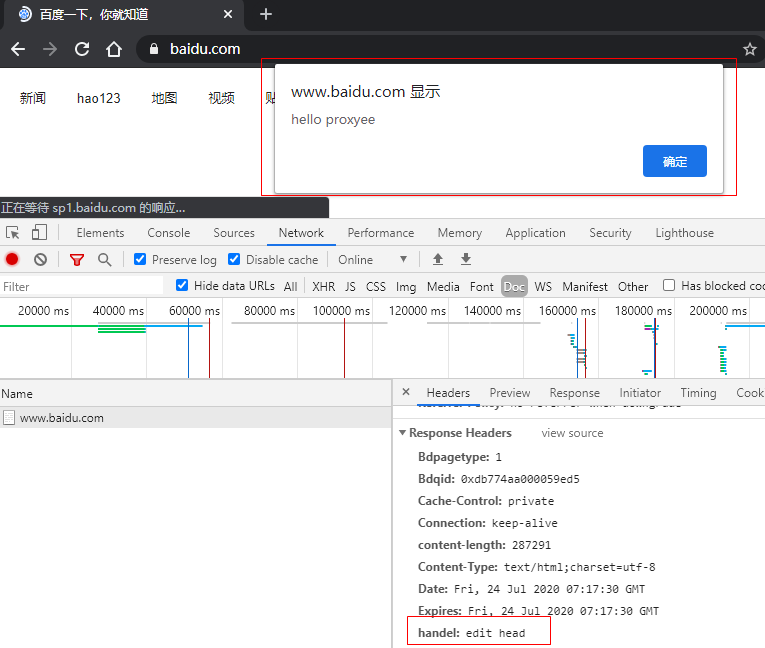 百度一下，你就知道
baidu.com
新闻 hao123 地图 视频 贴
www.baidu.com 显示
hello proxyee
确定
正在等待 sp1.baidu.com 的响应...
Elements Console Sources Network Performance Memory Application Security Lighthouse
Preserve log Disable cache Online
Filter Hide data URLs All XHR JS CSS Img Media Font Doc WS Manifest Other Has blocked coo
20000 ms 40000 ms 60000 ms 80000 ms 100000 ms 120000 ms 140000 ms 160000 ms 180000 ms 200000 ms
Name
Headers Preview Response Initiator Timing Cook
www.baidu.com
Response Headers view source
Bdpagetype: 1
Bdqid: 0xdb774aa000059ed5
Cache-Control: private
Connection: keep-alive
content-length: 287291
Content-Type: text/html;charset=utf-8
Date: Fri, 24 Jul 2020 07:17:30 GMT
Expires: Fri, 24 Jul 2020 07:17:30 GMT
handel: edit head